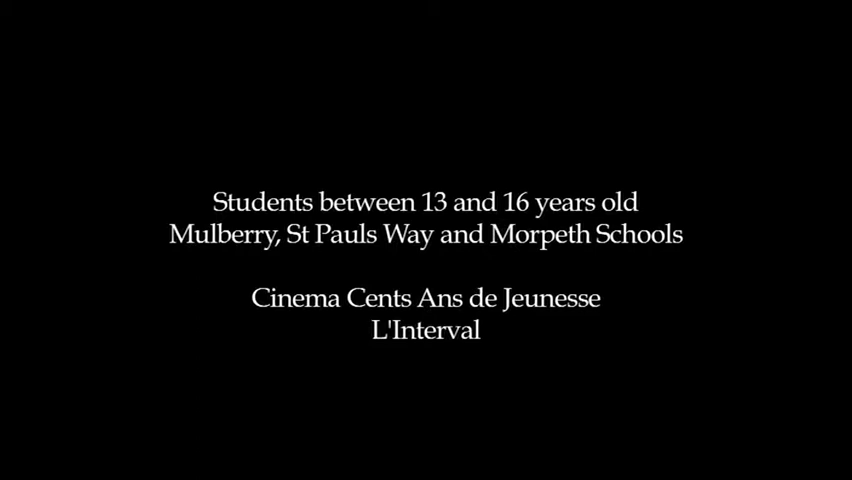 Students between 13 and 16 years old
Mulberry, St Pauls Way and Morpeth Schools
Cinema Cents Ans de Jeunesse
L'Interval